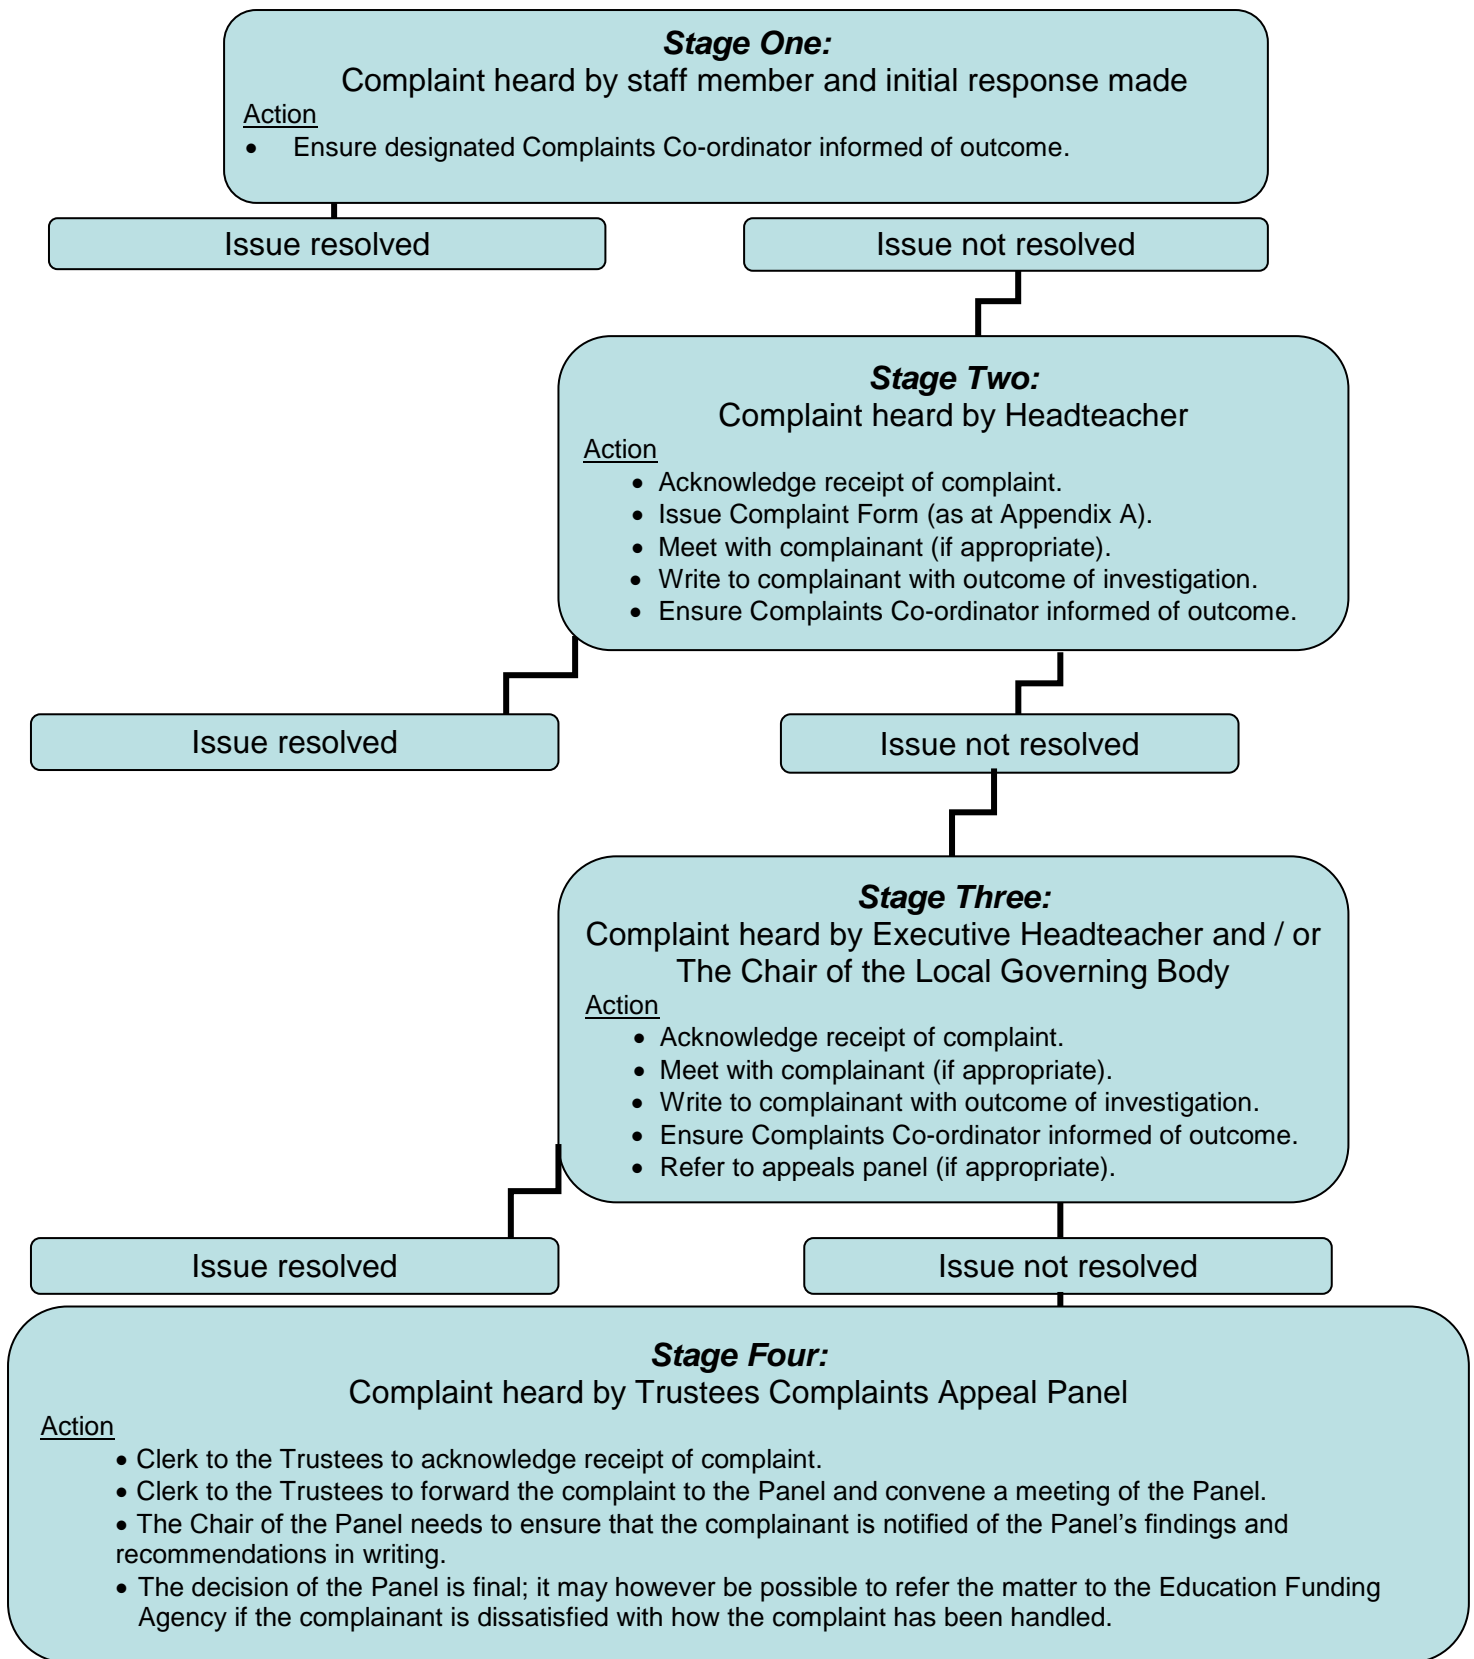 Stage One:
Complaint heard by staff member and initial response made
Action
• Ensure designated Complaints Co-ordinator informed of outcome.
Issue resolved
Issue not resolved
Stage Two:
Complaint heard by Headteacher
Action
• Acknowledge receipt of complaint.
• Issue Complaint Form (as at Appendix A).
• Meet with complainant (if appropriate).
• Write to complainant with outcome of investigation.
• Ensure Complaints Co-ordinator informed of outcome.
Issue resolved
Issue not resolved
Stage Three:
Complaint heard by Executive Headteacher and / or
The Chair of the Local Governing Body
Action
• Acknowledge receipt of complaint.
• Meet with complainant (if appropriate).
• Write to complainant with outcome of investigation.
• Ensure Complaints Co-ordinator informed of outcome.
• Refer to appeals panel (if appropriate).
Issue resolved
Issue not resolved
Stage Four:
Complaint heard by Trustees Complaints Appeal Panel
Action
• Clerk to the Trustees to acknowledge receipt of complaint.
• Clerk to the Trustees to forward the complaint to the Panel and convene a meeting of the Panel.
• The Chair of the Panel needs to ensure that the complainant is notified of the Panel’s findings and
recommendations in writing.
• The decision of the Panel is final; it may however be possible to refer the matter to the Education Funding
Agency if the complainant is dissatisfied with how the complaint has been handled.